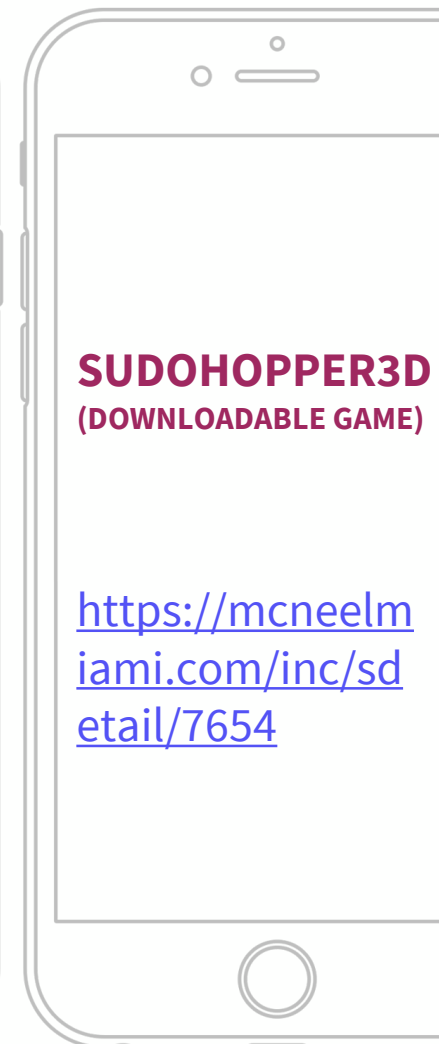 SUDOHOPPER3D
(DOWNLOADABLE GAME)
https://mcneelm
iami.com/inc/sd
etail/7654